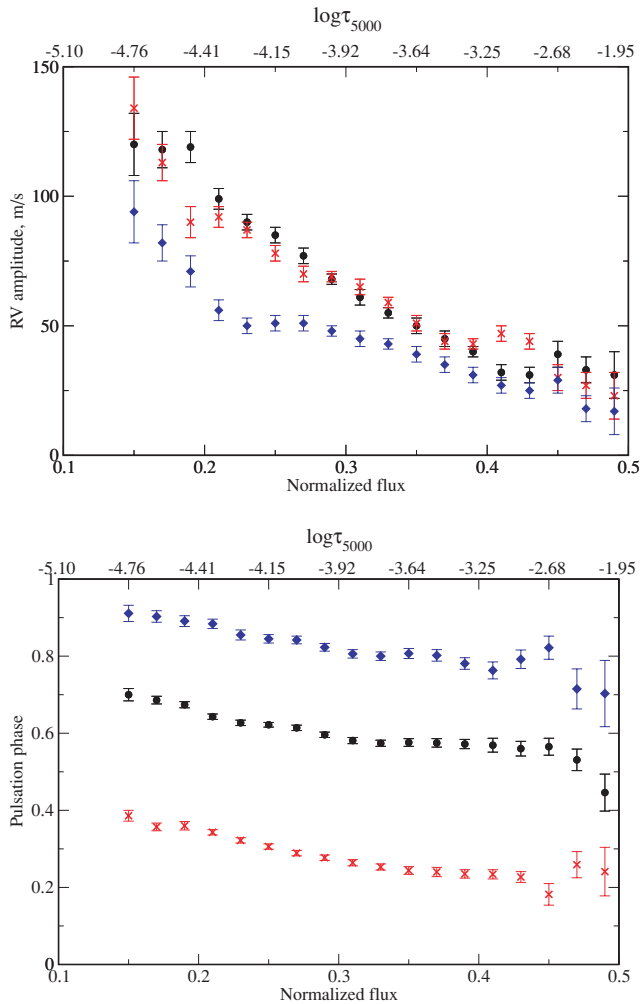 logτ5000
-5.10 -4.76 -4.41 -4.15 -3.92 -3.64 -3.25 -2.68 -1.95
150
100
50
0
RV amplitude, m/s
0.1 0.2 0.3 0.4 0.5
Normalized flux
logτ5000
-5.10 -4.76 -4.41 -4.15 -3.92 -3.64 -3.25 -2.68 -1.95
1
0.8
0.6
0.4
0.2
0
Pulsation phase
0.1 0.2 0.3 0.4 0.5
Normalized flux